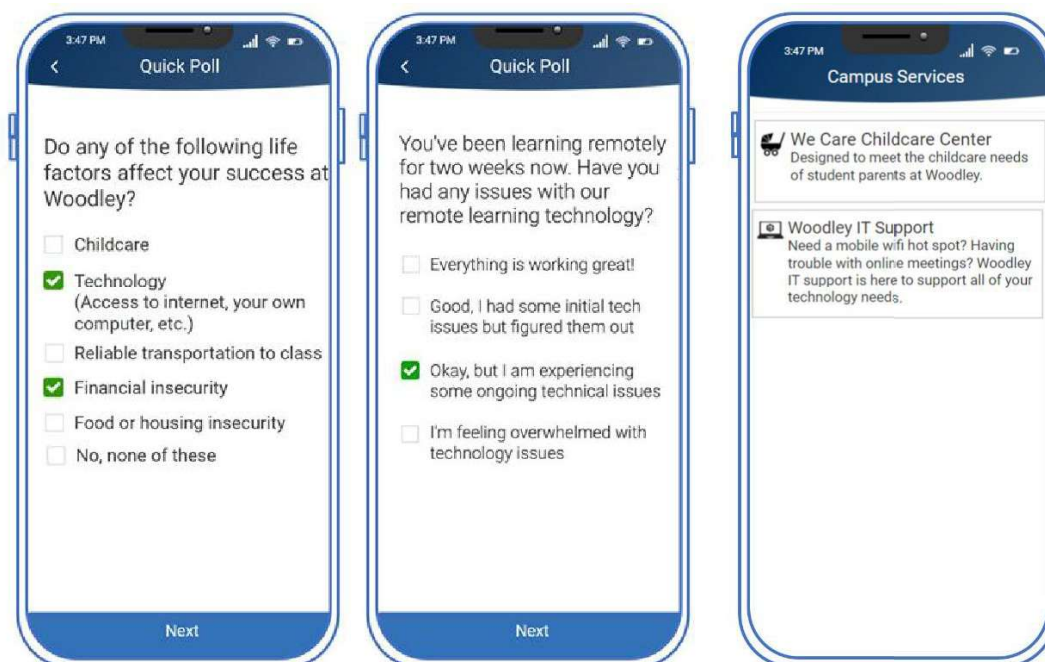 3:47 PM
Quick Poll
Do any of the following life
factors affect your success at
Woodley?
Childcare
Technology
(Access to internet, your own
computer, etc.)
Reliable transportation to class
Financial insecurity
Food or housing insecurity
No, none of these
Next
3:47 PM
Quick Poll
You've been learning remotely
for two weeks now. Have you
had any issues with our
remote learning technology?
Everything is working great!
Good, I had some initial tech
issues but figured them out
Okay, but I am experiencing
some ongoing technical issues
I'm feeling overwhelmed with
technology issues
Next
3:47 PM
Campus Services
We Care Childcare Center
Designed to meet the childcare needs
of student parents at Woodley.
Woodley IT Support
Need a mobile wifi hot spot? Having
trouble with online meetings? Woodley
IT support is here to support all of your
technology needs.